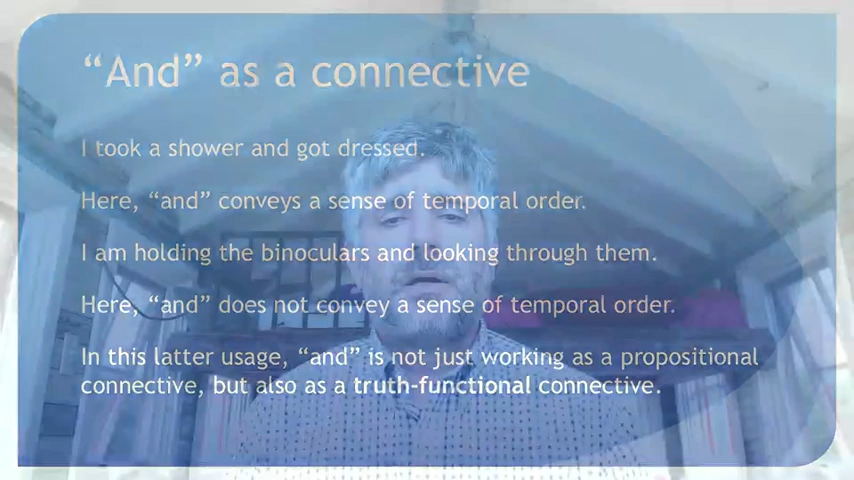 “And” as a connective
I took a shower and got dressed.
Here, “and” conveys a sense of temporal order.
I am holding the binoculars and looking through them.
Here, “and” does not convey a sense of temporal order.
In this latter usage, “and” is not just working as a propositional
connective, but also as a truth-functional connective.